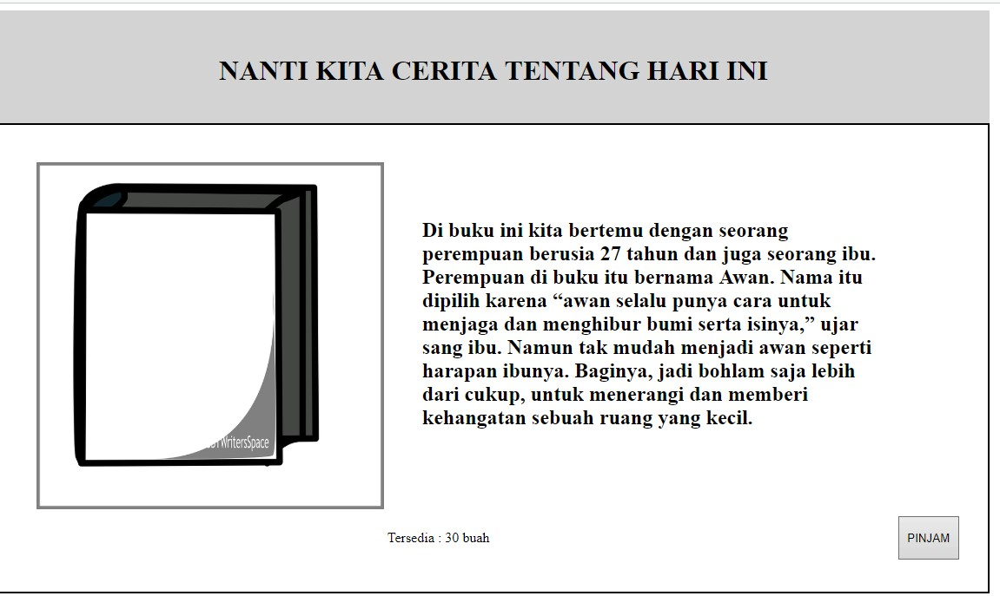 NANTI KITA CERITA TENTANG HARI INI
Di buku ini kita bertemu dengan seorang
perempuan berusia 27 tahun dan juga seorang ibu.
Perempuan di buku itu bernama Awan. Nama itu
dipilih karena “awan selalu punya cara untuk
menjaga dan menghibur bumi serta isinya,” ujar
sang ibu. Namun tak mudah menjadi awan seperti
harapan ibunya. Baginya, jadi bohlam saja lebih
dari cukup, untuk menerangi dan memberi
kehangatan sebuah ruang yang kecil.
WritersSpace
Tersedia : 30 buah
PINJAM